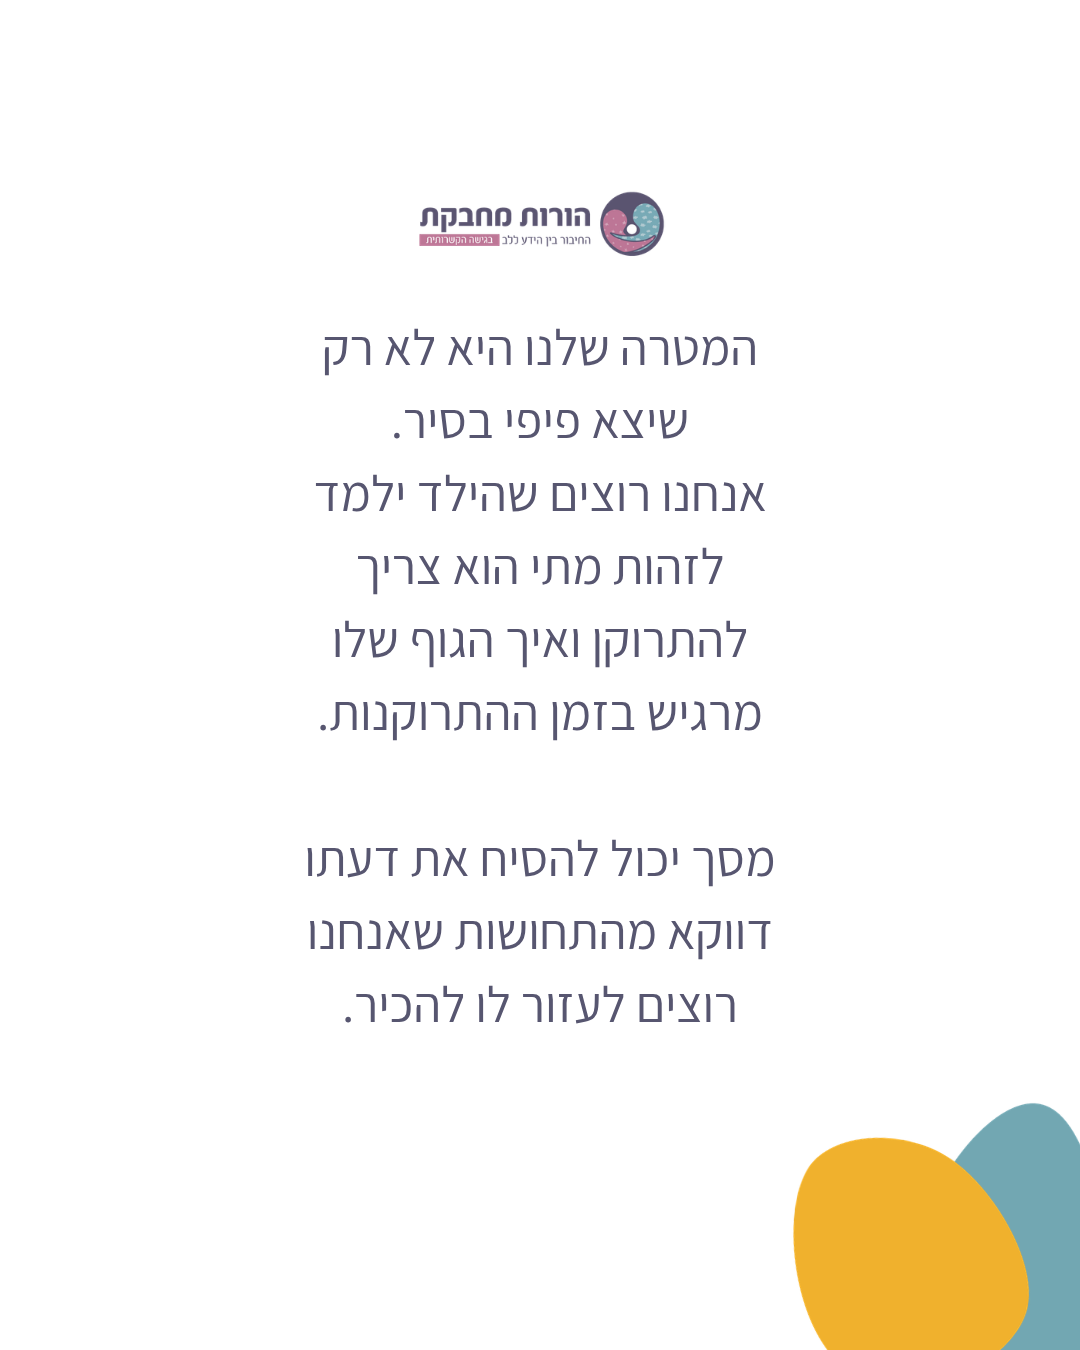 הורות מחבקת
החיבור בין הידע ללב בגישה הקשרותית
המטרה שלנו היא לא רק
שיצא פיפי בסיר.
אנחנו רוצים שהילד ילמד
לזהות מתי הוא צריך
להתרוקן ואיך הגוף שלו
מרגיש בזמן ההתרוקנות.
מסך יכול להסיח את דעתו
דווקא מהתחושות שאנחנו
רוצים לעזור לו להכיר.